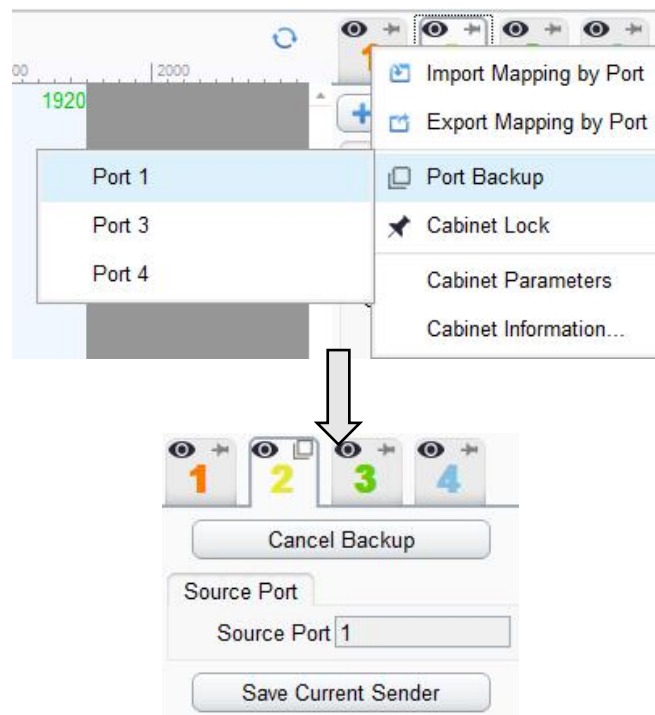 00
2000
1920
Import Mapping by Port
Export Mapping by Port
Port 1
Port Backup
Port 3
Cabinet Lock
Port 4
Cabinet Parameters
Cabinet Information...
1 2 3 4
Cancel Backup
Source Port
Source Port 1
Save Current Sender